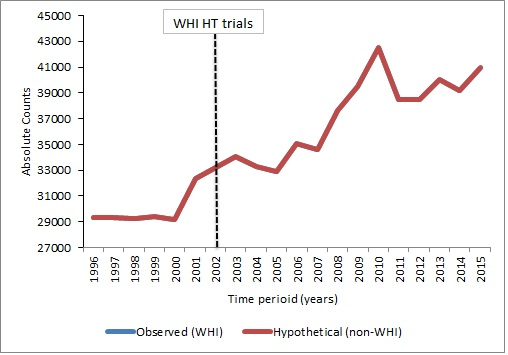 WHI HT trials
45000
43000
41000
39000
37000
35000
33000
31000
29000
27000
Absolute Counts
1996 1997 1998 1999 2000 2001 2002 2003 2004 2005 2006 2007 2008 2009 2010 2011 2012 2013 2014 2015
Time perioid (years)
Observed (WHI) Hypothetical (non-WHI)